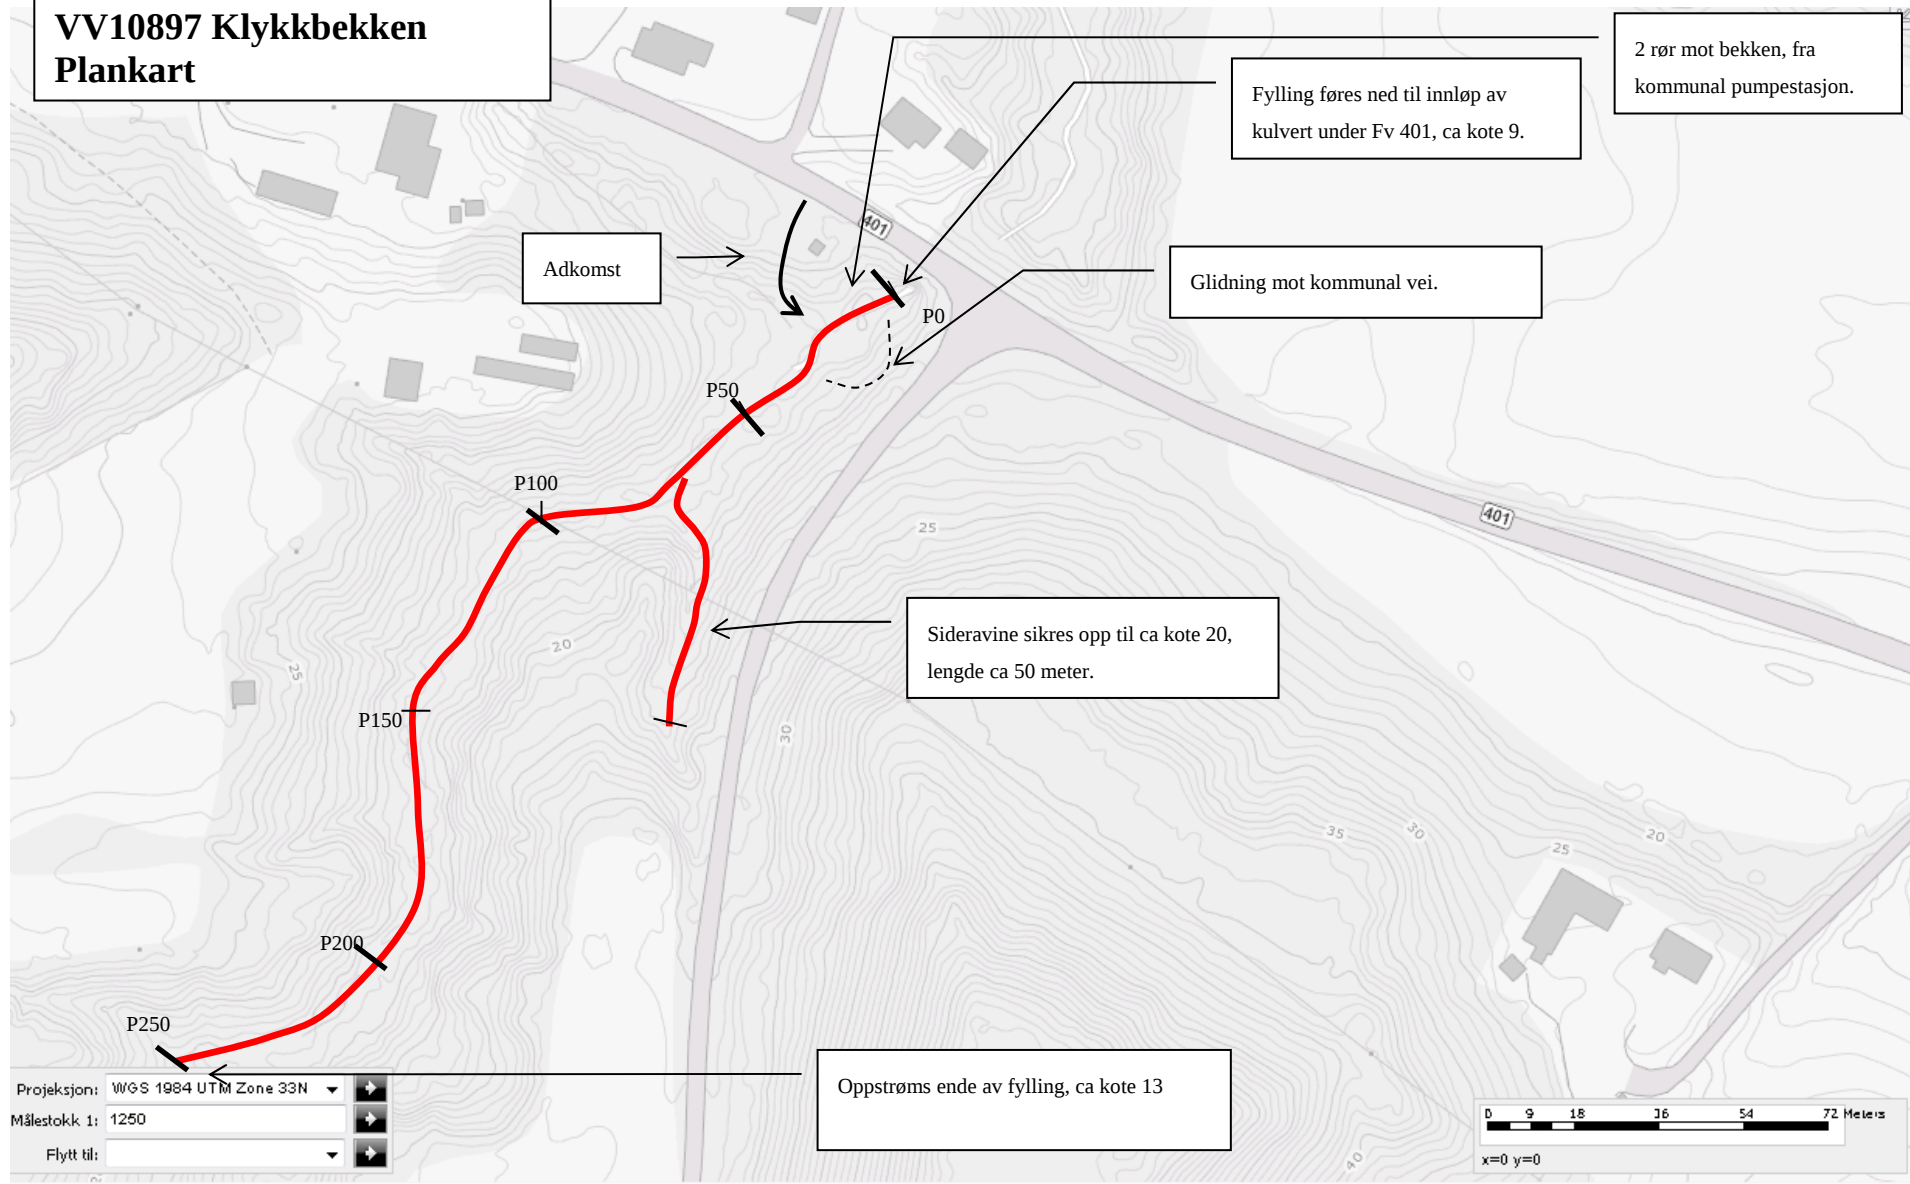 VV10897 Klykkbekken
Plankart
2 rør mot bekken, fra
kommunal pumpestasjon.
Fylling føres ned til innløp av
kulvert under Fv 401, ca kote 9.
401
Adkomst
Glidning mot kommunal vei.
P0
P50
P100
401
25
Sideravine sikres opp til ca kote 20,
lengde ca 50 meter.
20
25
P150
30
35
30
20
25
P200
P250
Oppstrøms ende av fylling, ca kote 13
Projeksjon: WGS 1984 UTM Zone 33N
Målestokk 1: 1250
Flytt til:
40
0 9 18 36 54 72 Meters
x=0 y=0